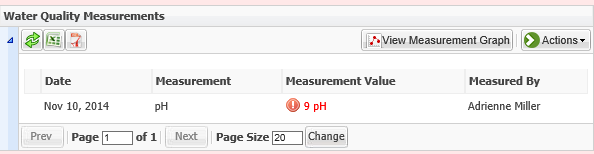 Water Quality Measurements
View Measurement Graph Actions
Date Measurement Measurement Value Measured By
Nov 10, 2014 pH 9 pH Adrienne Miller
Prev Page 1 of 1 Next Page Size 20 Change